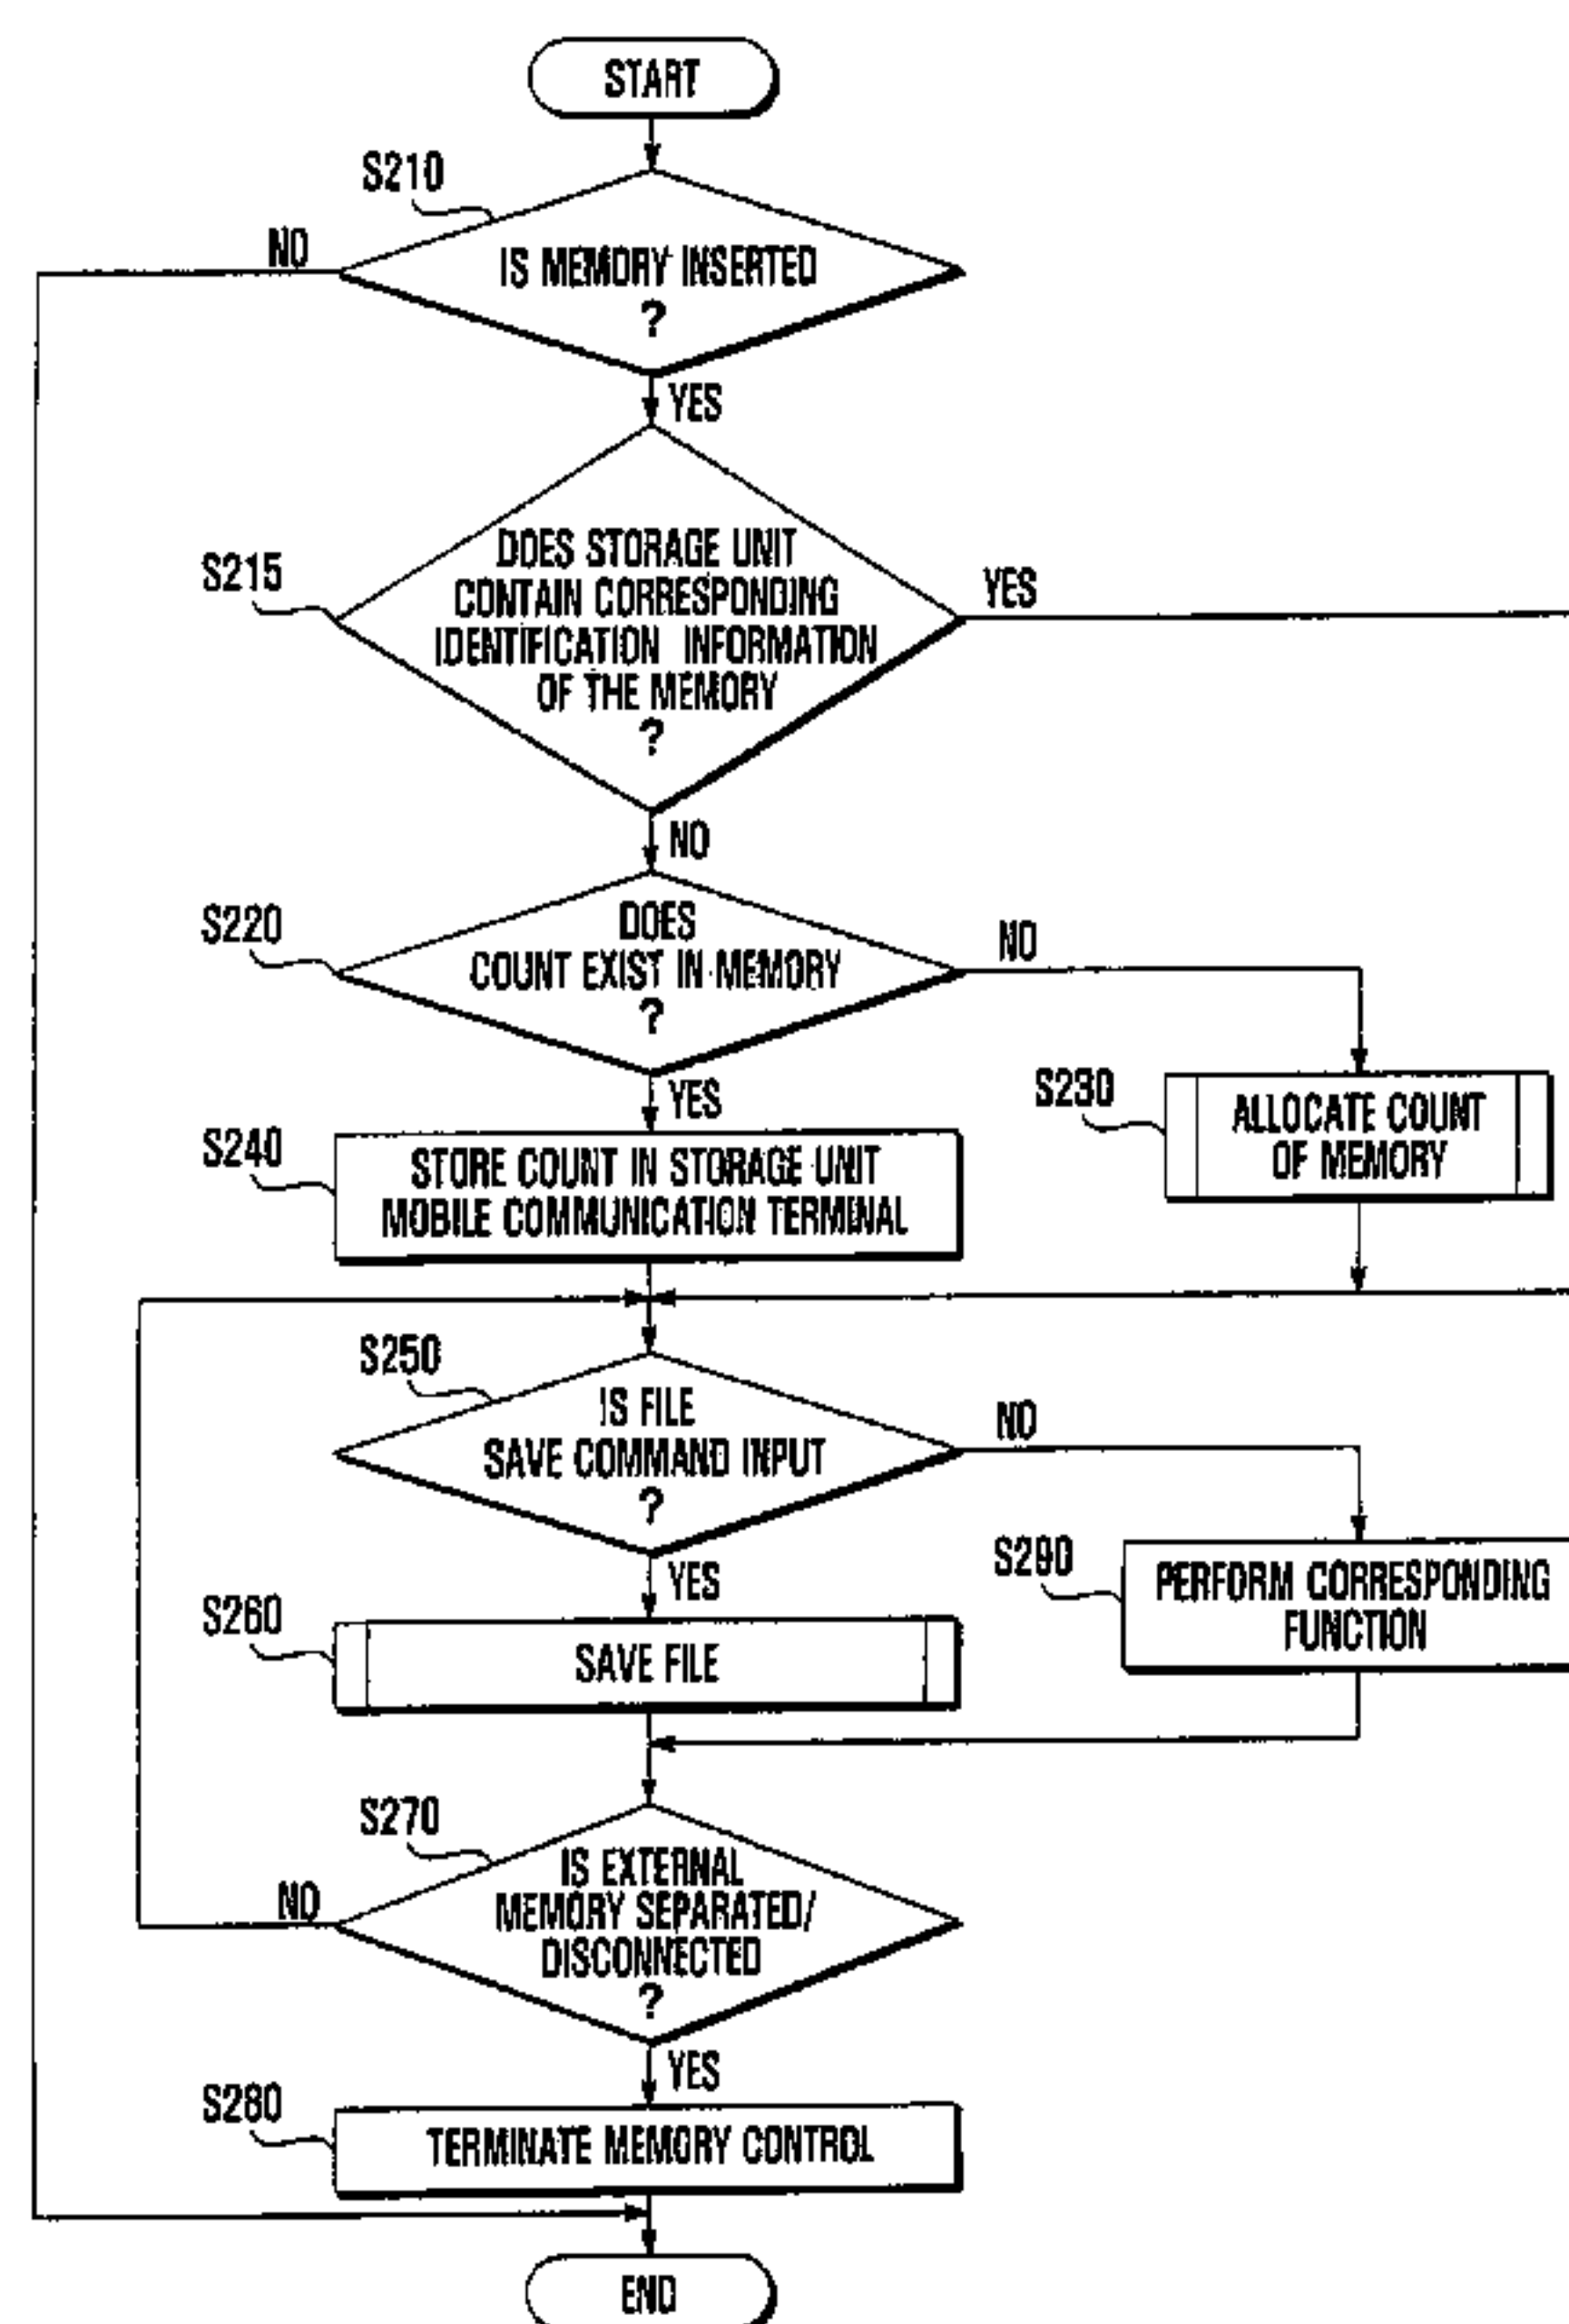 START
S210
NO
IS MEMORY INSERTED
?
YES
S215
DOES STORAGE UNIT
CONTAIN CORRESPONDING
IDENTIFICATION INFORMATION
OF THE MEMORY
?
YES
NO
S220
DOES
COUNT EXIST IN MEMORY
?
NO
YES
S230
ALLOCATE COUNT
OF MEMORY
S240
STORE COUNT IN STORAGE UNIT
MOBILE COMMUNICATION TERMINAL
S250
IS FILE
SAVE COMMAND INPUT
?
NO
YES
S290
PERFORM CORRESPONDING
FUNCTION
S260
SAVE FILE
S270
IS EXTERNAL
MEMORY SEPARATED/
DISCONNECTED
?
NO
YES
S280
TERMINATE MEMORY CONTROL
END